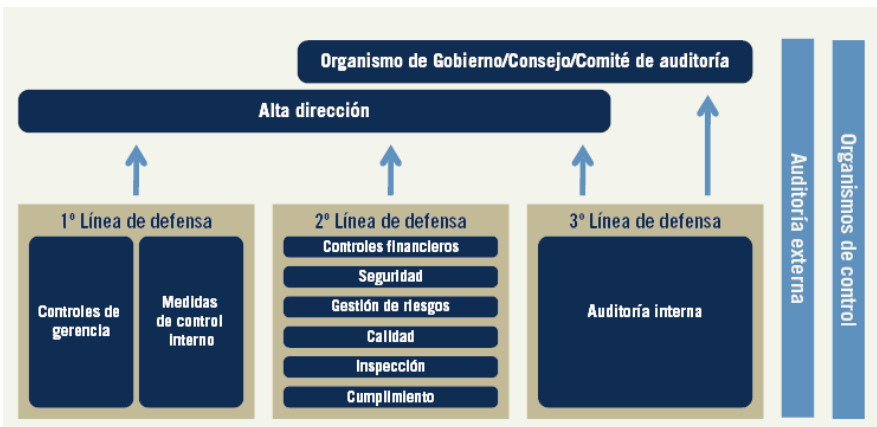 Organismo de Gobierno/Consejo/Comité de auditoría
Alta dirección
1º Línea de defensa
Controles de
gerencia
Medidas
de control
Interno
2º Línea de defensa
Controles financieros
Seguridad
Gestión de riesgos
Calidad
Inspección
Cumplimiento
3º Línea de defensa
Auditoría interna
Auditoría externa
Organismos de control